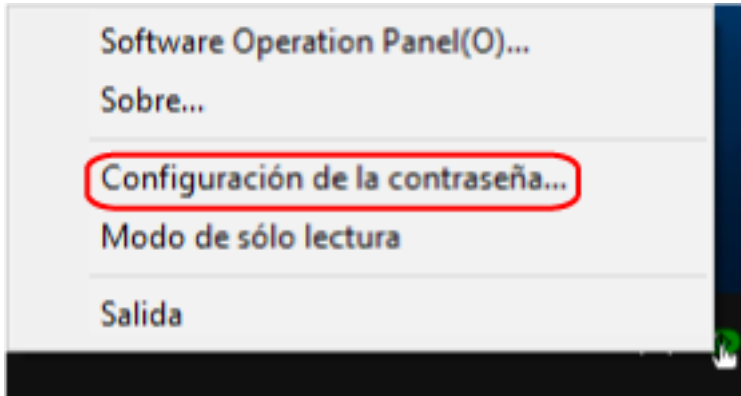 Software Operation Panel(O)...
Sobre...
Configuración de la contraseña...
Modo de sólo lectura
Salida